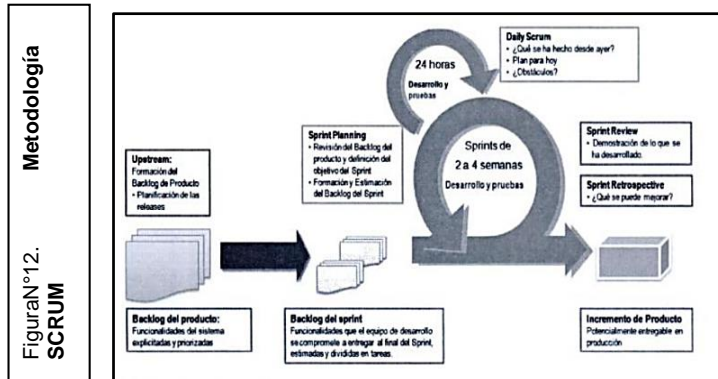 FiguraN°12. Metodología
SCRUM
Upstream:
Formación del
Backlog de Producto
• Planificación de las
releases
Sprint Planning
• Revisión del Backlog del
producto y definición del
objetivo del Sprint
• Formación y Estimación
del Backlog del Sprint
24 horas
Desarrollo y
pruebas
Daily Scrum
• ¿Qué se ha hecho desde ayer?
• Plan para hoy
• ¿Obstáculos?
Sprints de
2 a 4 semanas
Desarrollo y pruebas
Sprint Review
• Demostración de lo que se
ha desarrollado.
Sprint Retrospective
• ¿Qué se puede mejorar?
Backlog del producto:
Funcionalidades del sistema
explicitadas y priorizadas
Backlog del sprint
Funcionalidades que el equipo de desarrollo
se compromete a entregar al final del Sprint,
estimadas y divididas en tareas.
Incremento de Producto
Potencialmente entregable en
producción